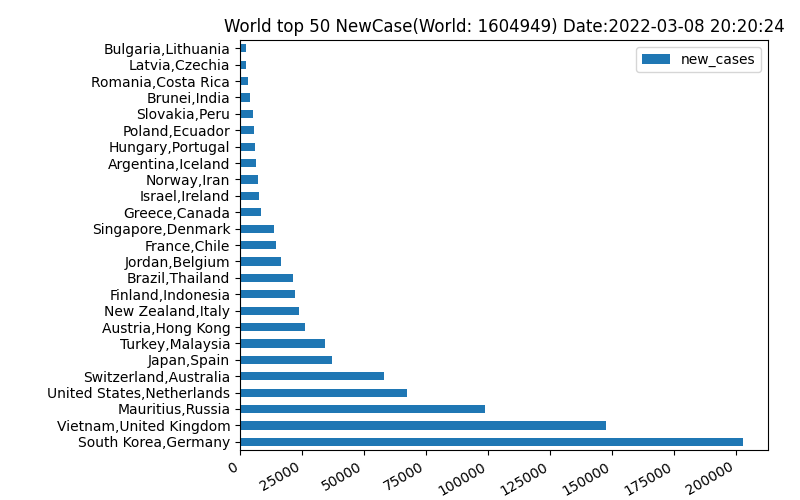 World top 50 NewCase(World: 1604949) Date:2022-03-08 20:20:24
new_cases
Bulgaria,Lithuania
Latvia,Czechia
Romania,Costa Rica
Brunei,India
Slovakia,Peru
Poland,Ecuador
Hungary,Portugal
Argentina,Iceland
Norway,Iran
Israel,Ireland
Greece,Canada
Singapore,Denmark
France,Chile
Jordan,Belgium
Brazil,Thailand
Finland,Indonesia
New Zealand,Italy
Austria,Hong Kong
Turkey,Malaysia
Japan,Spain
Switzerland,Australia
United States,Netherlands
Mauritius,Russia
Vietnam,United Kingdom
South Korea,Germany
0 25000 50000 75000 100000 125000 150000 175000 200000